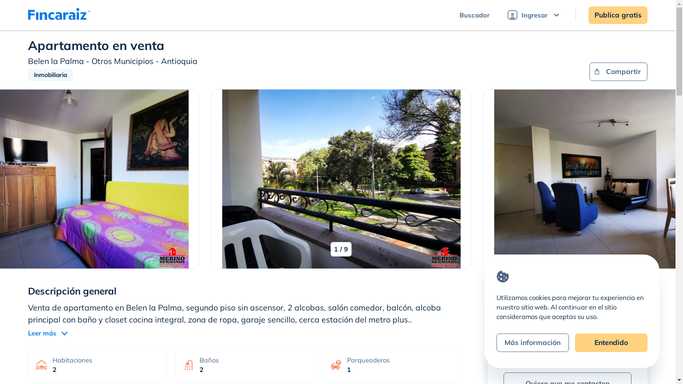 Fincaraiz
Buscador
Ingresar
Publica gratis
Apartamento en venta
Belen la Palma - Otros Municipios - Antioquia
Inmobiliaria
Compartir
MERINO
1 / 9
MERINO
Descripción general
Venta de apartamento en Belen la Palma, segundo piso sin ascensor, 2 alcobas, salón comedor, balcón, alcoba
principal con baño y closet cocina integral, zona de ropa, garaje sencillo, cerca estación del metro plus..
Leer más
Habitaciones
2
Baños
2
Parqueaderos
1
Utilizamos cookies para mejorar tu experiencia en
nuestro sitio web. Al continuar en el sitio
consideramos que aceptas su uso.
Más información
Entendido
Quiero que me contacten